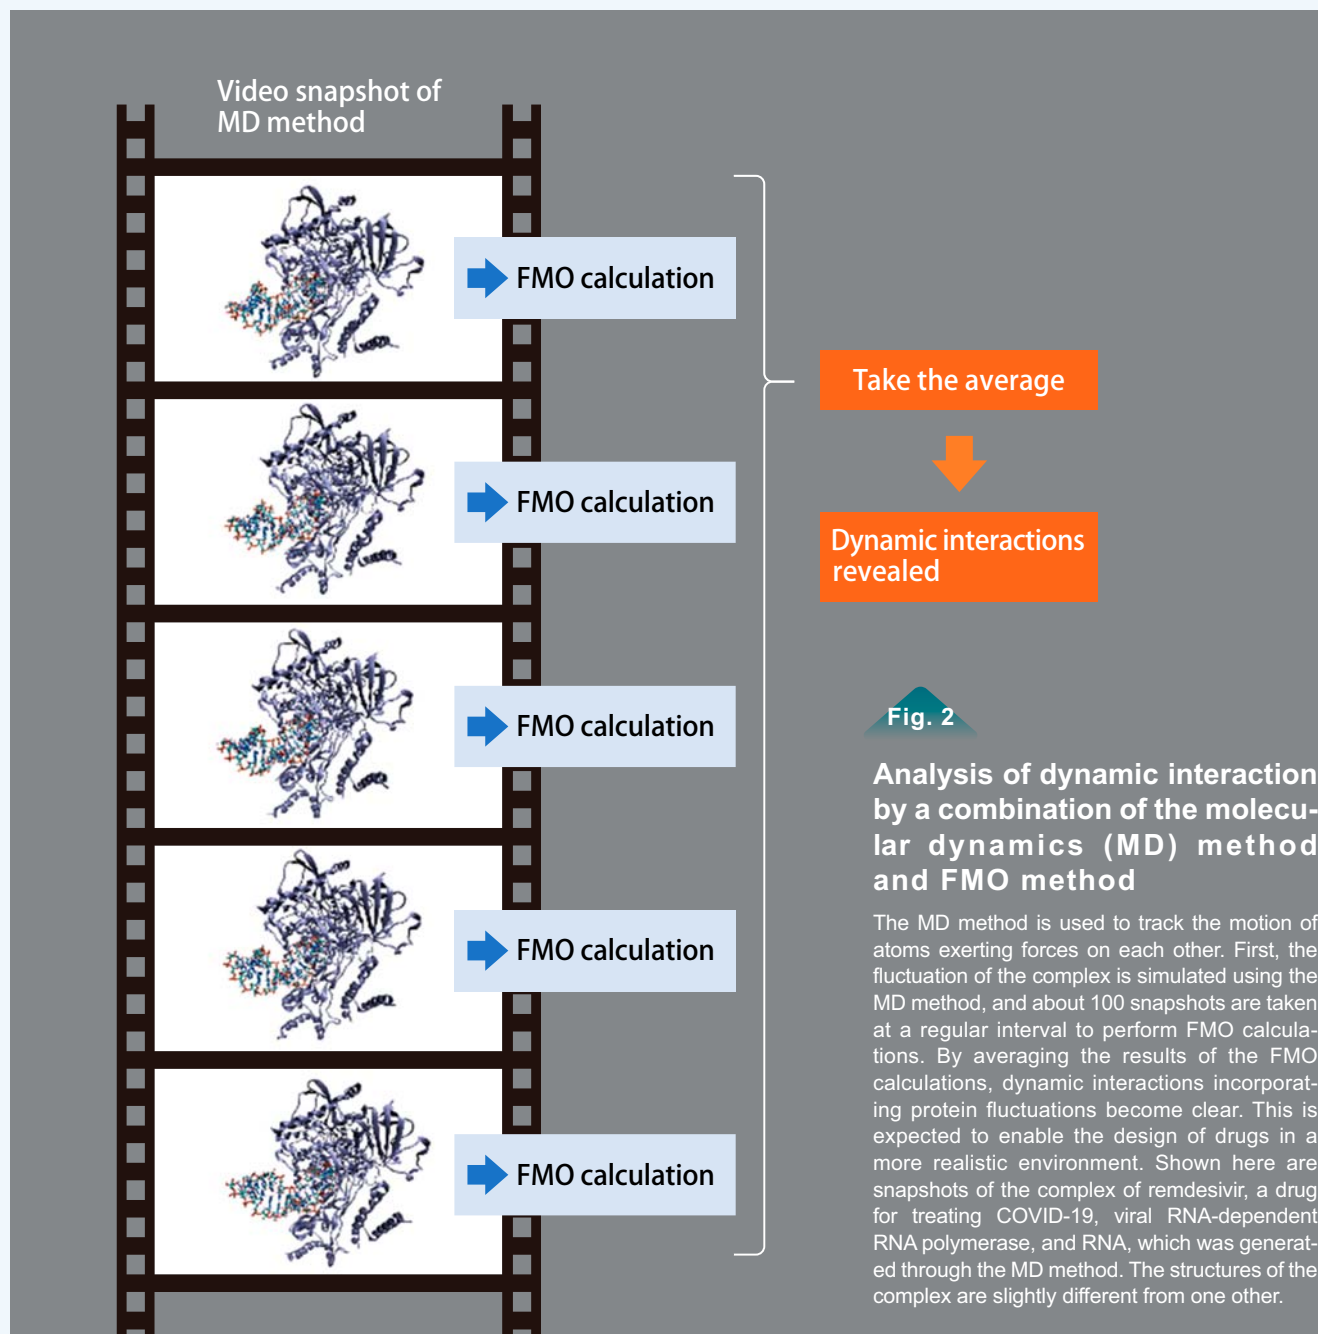 Video snapshot of
MD method
FMO calculation
FMO calculation
FMO calculation
FMO calculation
FMO calculation
Take the average
Dynamic interactions
revealed
Fig. 2
Analysis of dynamic interaction
by a combination of the molecu-
lar dynamics (MD) method
and FMO method
The MD method is used to track the motion of
atoms exerting forces on each other. First, the
fluctuation of the complex is simulated using the
MD method, and about 100 snapshots are taken
at a regular interval to perform FMO calcula-
tions. By averaging the results of the FMO
calculations, dynamic interactions incorporat-
ing protein fluctuations become clear. This is
expected to enable the design of drugs in a
more realistic environment. Shown here are
snapshots of the complex of remdesivir, a drug
for treating COVID-19, viral RNA-dependent
RNA polymerase, and RNA, which was generat-
ed through the MD method. The structures of the
complex are slightly different from one other.